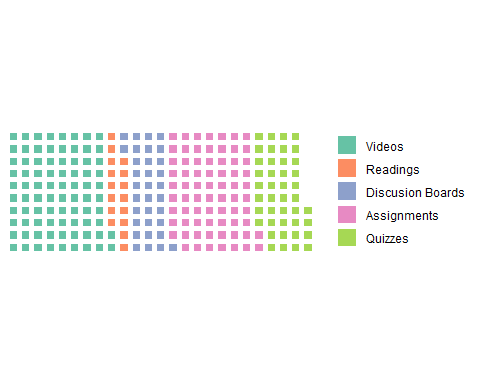 Videos
Readings
Discusion Boards
Assignments
Quizzes